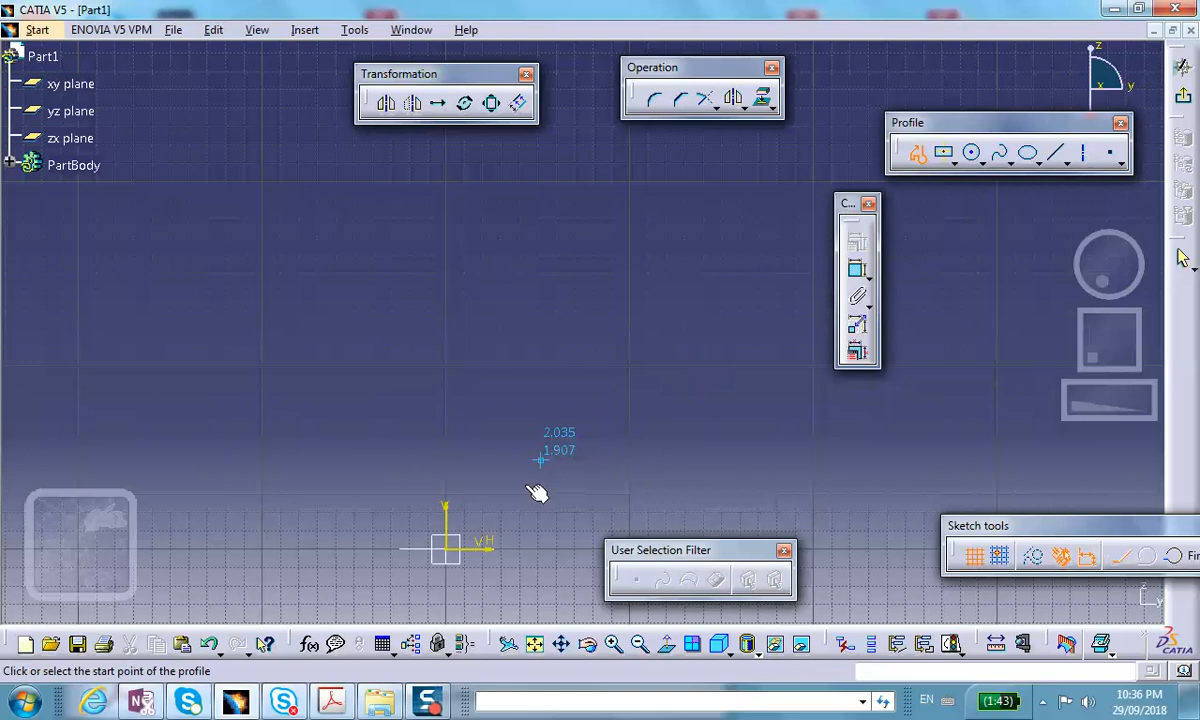 CATIA V5 - [Part1]
Start ENOVIA V5 VPM File Edit View Insert Tools Window Help
Part1
xy plane
yz plane
zx plane
PartBody
Transformation
Operation
z
x
y
Profile
C...
2.035
1.907
V
H
User Selection Filter
Sketch tools
Fir
z
y
f(x)
CATIA
Click or select the start point of the profile
EN
(1:43)
10:36 PM
29/09/2018